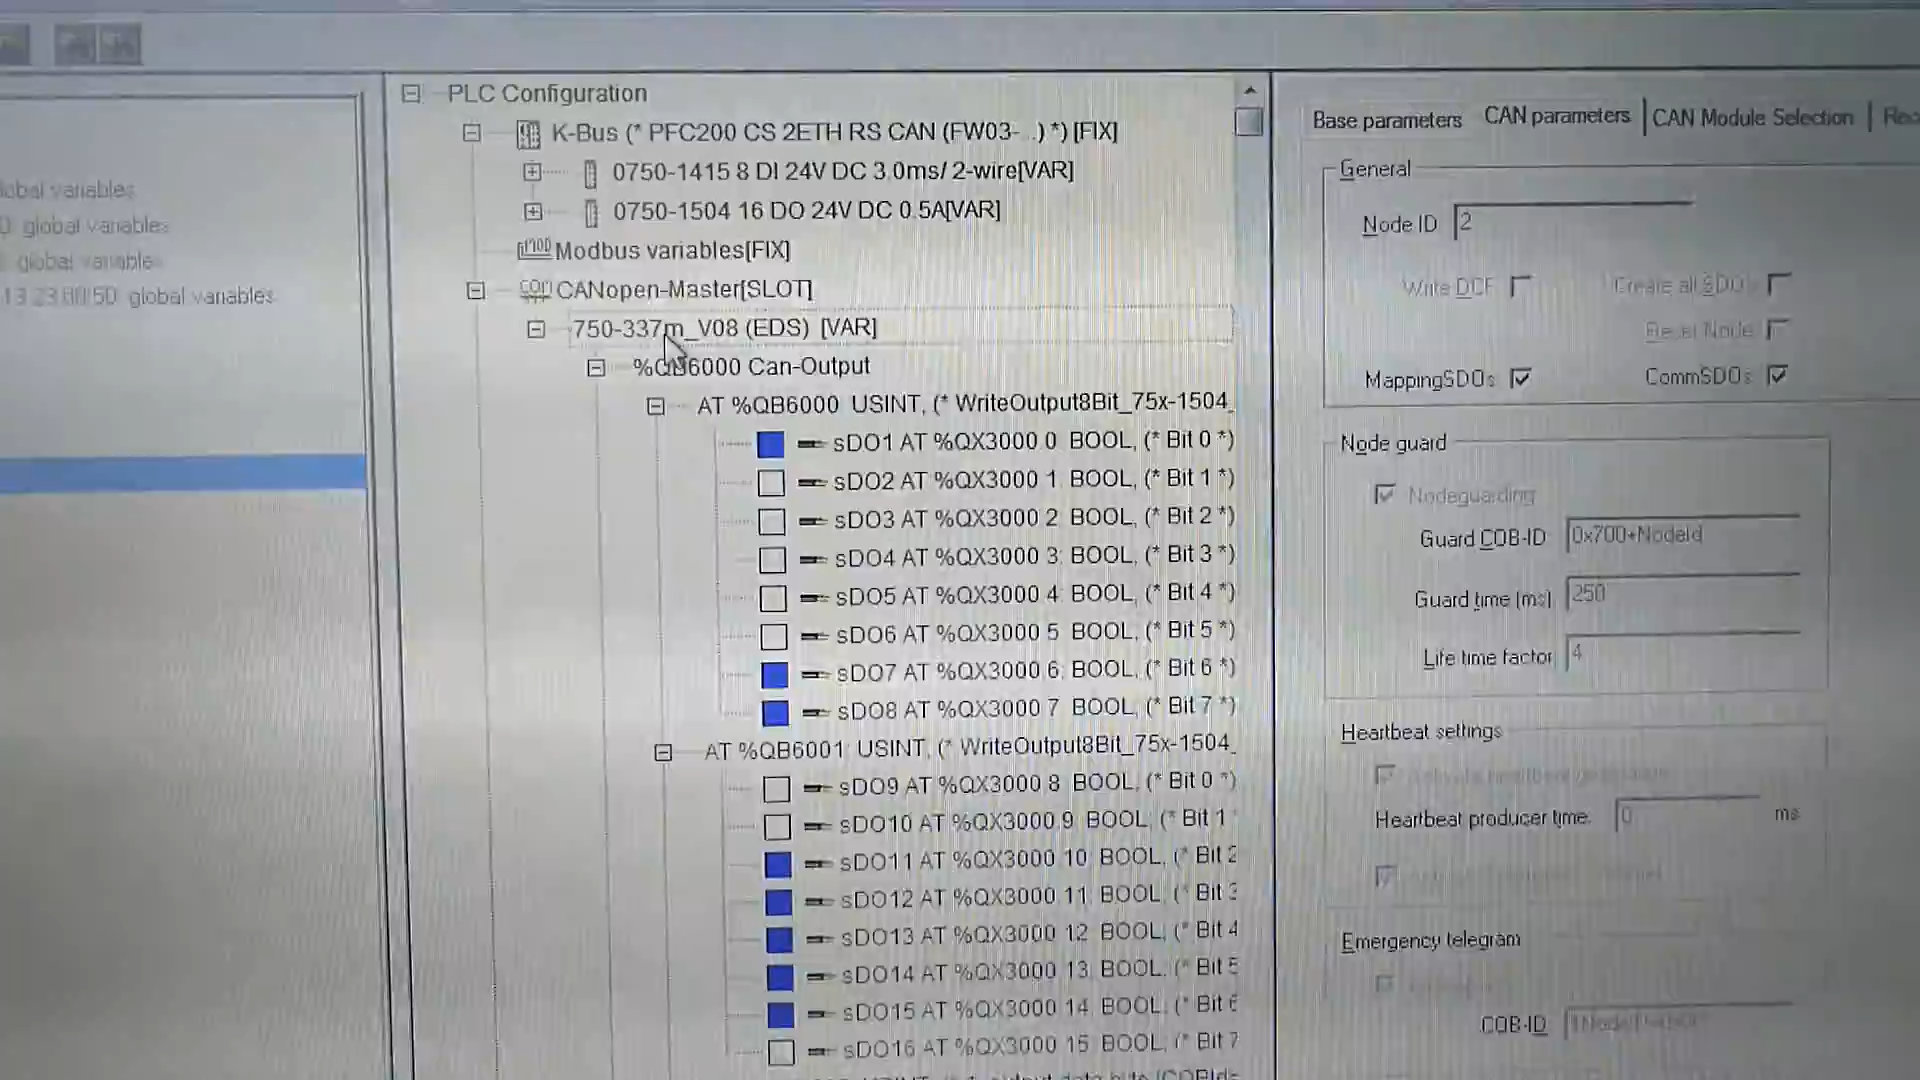 PLC Configuration
K-Bus (* PFC200 CS 2ETH RS CAN (FW03- ..) *) [FIX]
0750-1415 8 DI 24V DC 3.0ms/ 2-wire[VAR]
0750-1504 16 DO 24V DC 0.5A[VAR]
Modbus variables[FIX]
CANopen-Master[SLOT]
750-337m_V08 (EDS) [VAR]
%QB6000 Can-Output
AT %QB6000 USINT, (* WriteOutput8Bit_75x-1504_
sDO1 AT %QX3000 0 BOOL, (* Bit 0 *)
sDO2 AT %QX3000 1. BOOL, (* Bit 1 *)
sDO3 AT %QX3000 2 BOOL, (* Bit 2 *)
sDO4 AT %QX3000 3: BOOL, (* Bit 3 *)
sDO5 AT %QX3000 4: BOOL, (* Bit 4 *)
sDO6 AT %QX3000 5 BOOL, (* Bit 5 *)
sDO7 AT %QX3000 6: BOOL, (* Bit 6 *)
sDO8 AT %QX3000 7 BOOL, (* Bit 7 *)
AT %QB6001: USINT, (* WriteOutput8Bit_75x-1504_
sDO9 AT %QX3000 8 BOOL, (* Bit 0 *)
sDO10 AT %QX3000 9 BOOL, (* Bit 1
sDO11 AT %QX3000 10: BOOL, (* Bit 2
sDO12 AT %QX3000 11: BOOL, (* Bit 3
sDO13 AT %QX3000 12 BOOL, (* Bit 4
sDO14 AT %QX3000 13: BOOL, (* Bit 5
sDO15 AT %QX3000 14: BOOL, (* Bit 6
sDO16 AT %QX3000 15: BOOL, (* Bit 7
lobal variables
global variables
global variable
13.23:00:50: global variables
Base parameters
CAN parameters
CAN Module Selection
General
Node ID 2
Write DCF
Create all SDO's
Reset Node
MappingSDOs
CommSDOs
Node guard
Nodeguarding
Guard COB-ID 0x700+NodeId
Guard time (ms) 250
Life time factor 4
Heartbeat settings
Heartbeat producer time: 0 ms
Emergency telegram
COB-ID